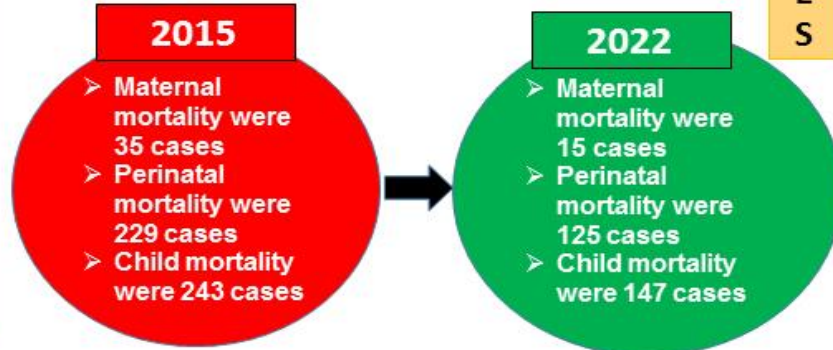 2015
➢ Maternal
mortality were
35 cases
➢ Perinatal
mortality were
229 cases
➢ Child mortality
were 243 cases
2022
➢ Maternal
mortality were
15 cases
➢ Perinatal
mortality were
125 cases
➢ Child mortality
were 147 cases
S